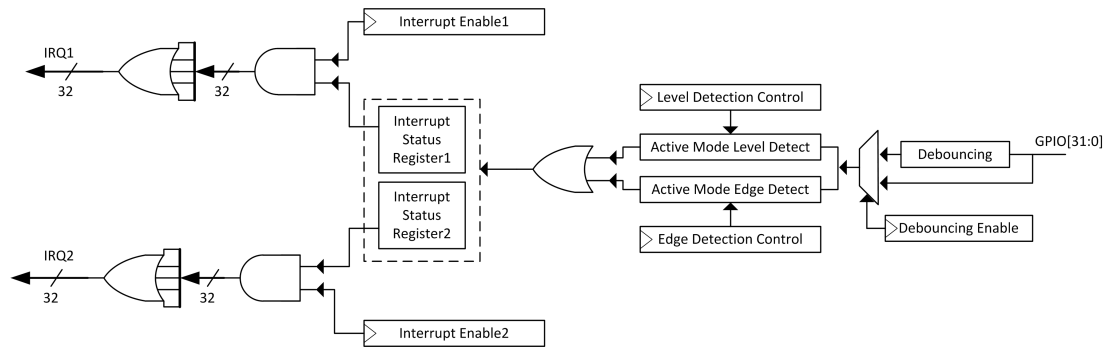 Interrupt Enable1
IRQ1
32
32
Interrupt
Status
Register1
Interrupt
Status
Register2
Level Detection Control
Active Mode Level Detect
Active Mode Edge Detect
Edge Detection Control
GPIO[31:0]
Debouncing
Debouncing Enable
IRQ2
32
32
Interrupt Enable2